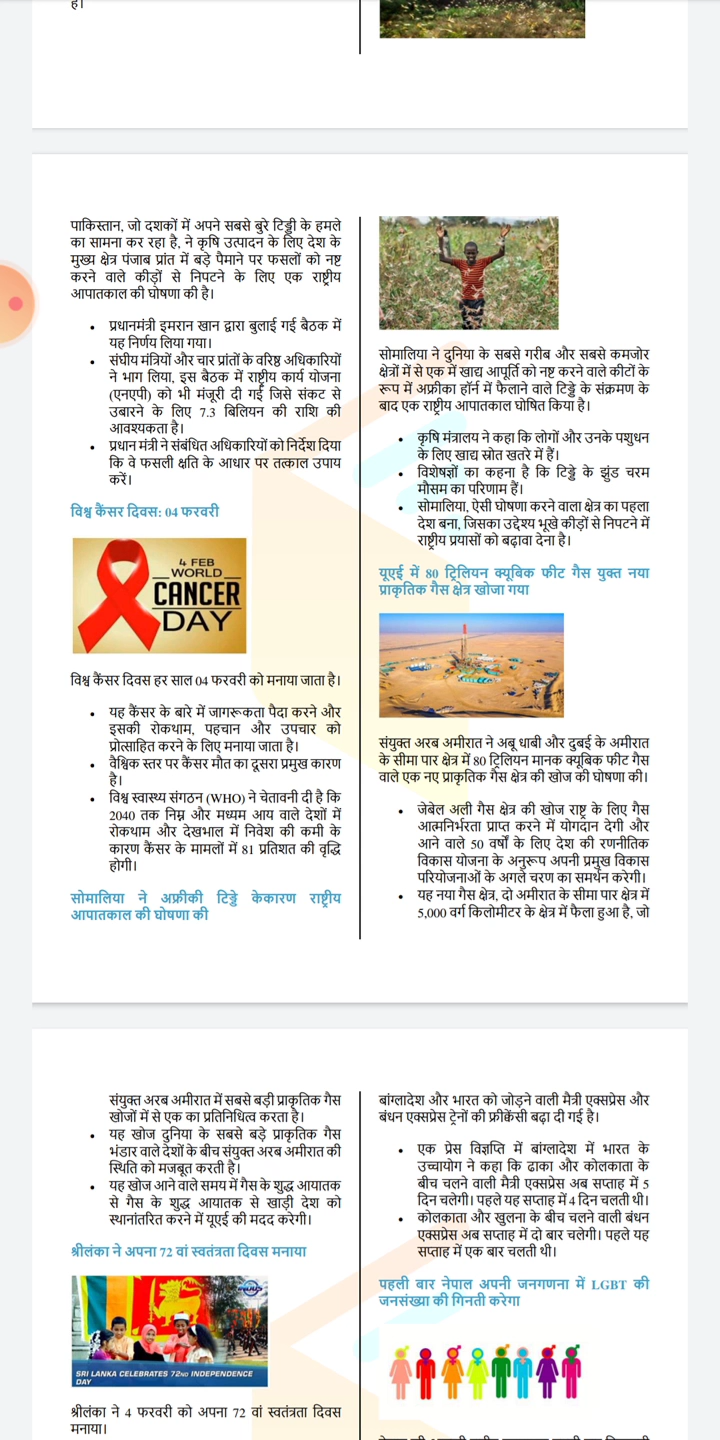 है।
पाकिस्तान, जो दशकों में अपने सबसे बुरे टिड्डी के हमले
का सामना कर रहा है, ने कृषि उत्पादन के लिए देश के
मुख्य क्षेत्र पंजाब प्रांत में बड़े पैमाने पर फसलों को नष्ट
करने वाले कीड़ों से निपटने के लिए एक राष्ट्रीय
आपातकाल की घोषणा की है।
• प्रधानमंत्री इमरान खान द्वारा बुलाई गई बैठक में
यह निर्णय लिया गया।
• संघीय मंत्रियों और चार प्रांतों के वरिष्ठ अधिकारियों
ने भाग लिया, इस बैठक में राष्ट्रीय कार्य योजना
(एनएपी) को भी मंजूरी दी गई जिसे संकट से
उबारने के लिए 7.3 बिलियन की राशि की
आवश्यकता है।
• प्रधान मंत्री ने संबंधित अधिकारियों को निर्देश दिया
कि वे फसली क्षति के आधार पर तत्काल उपाय
करें।
विश्व कैंसर दिवस: 04 फरवरी
4 FEB
WORLD
CANCER
DAY
विश्व कैंसर दिवस हर साल 04 फरवरी को मनाया जाता है।
• यह कैंसर के बारे में जागरूकता पैदा करने और
इसकी रोकथाम, पहचान और उपचार को
प्रोत्साहित करने के लिए मनाया जाता है।
• वैश्विक स्तर पर कैंसर मौत का दूसरा प्रमुख कारण
है।
• विश्व स्वास्थ्य संगठन (WHO) ने चेतावनी दी है कि
2040 तक निम्न और मध्यम आय वाले देशों में
रोकथाम और देखभाल में निवेश की कमी के
कारण कैंसर के मामलों में 81 प्रतिशत की वृद्धि
होगी।
सोमालिया ने अफ्रीकी टिड्डे केकारण राष्ट्रीय
आपातकाल की घोषणा की
सोमालिया ने दुनिया के सबसे गरीब और सबसे कमजोर
क्षेत्रों में से एक में खाद्य आपूर्ति को नष्ट करने वाले कीटों के
रूप में अफ्रीका हॉर्न में फैलाने वाले टिड्डे के संक्रमण के
बाद एक राष्ट्रीय आपातकाल घोषित किया है।
• कृषि मंत्रालय ने कहा कि लोगों और उनके पशुधन
के लिए खाद्य स्रोत खतरे में हैं।
• विशेषज्ञों का कहना है कि टिड्डे के झुंड चरम
मौसम का परिणाम हैं।
• सोमालिया, ऐसी घोषणा करने वाला क्षेत्र का पहला
देश बना, जिसका उद्देश्य भूखे कीड़ों से निपटने में
राष्ट्रीय प्रयासों को बढ़ावा देना है।
यूएई में 80 ट्रिलियन क्यूबिक फीट गैस युक्त नया
प्राकृतिक गैस क्षेत्र खोजा गया
संयुक्त अरब अमीरात ने अबू धाबी और दुबई के अमीरात
के सीमा पार क्षेत्र में 80 ट्रिलियन मानक क्यूबिक फीट गैस
वाले एक नए प्राकृतिक गैस क्षेत्र की खोज की घोषणा की।
• जेबेल अली गैस क्षेत्र की खोज राष्ट्र के लिए गैस
आत्मनिर्भरता प्राप्त करने में योगदान देगी और
आने वाले 50 वर्षों के लिए देश की रणनीतिक
विकास योजना के अनुरूप अपनी प्रमुख विकास
परियोजनाओं के अगले चरण का समर्थन करेगी।
• यह नया गैस क्षेत्र, दो अमीरात के सीमा पार क्षेत्र में
5,000 वर्ग किलोमीटर के क्षेत्र में फैला हुआ है, जो
संयुक्त अरब अमीरात में सबसे बड़ी प्राकृतिक गैस
खोजों में से एक का प्रतिनिधित्व करता है।
• यह खोज दुनिया के सबसे बड़े प्राकृतिक गैस
भंडार वाले देशों के बीच संयुक्त अरब अमीरात की
स्थिति को मजबूत करती है।
• यह खोज आने वाले समय में गैस के शुद्ध आयातक
से गैस के शुद्ध आयातक से खाड़ी देश को
स्थानांतरित करने में यूएई की मदद करेगी।
श्रीलंका ने अपना 72 वां स्वतंत्रता दिवस मनाया
INDUS
SRI LANKA CELEBRATES 72ND INDEPENDENCE
DAY
श्रीलंका ने 4 फरवरी को अपना 72 वां स्वतंत्रता दिवस
मनाया।
बांग्लादेश और भारत को जोड़ने वाली मैत्री एक्सप्रेस और
बंधन एक्सप्रेस ट्रेनों की फ्रीक्वेंसी बढ़ा दी गई है।
• एक प्रेस विज्ञप्ति में बांग्लादेश में भारत के
उच्चायोग ने कहा कि ढाका और कोलकाता के
बीच चलने वाली मैत्री एक्सप्रेस अब सप्ताह में 5
दिन चलेगी। पहले यह सप्ताह में 4 दिन चलती थी।
• कोलकाता और खुलना के बीच चलने वाली बंधन
एक्सप्रेस अब सप्ताह में दो बार चलेगी। पहले यह
सप्ताह में एक बार चलती थी।
पहली बार नेपाल अपनी जनगणना में LGBT की
जनसंख्या की गिनती करेगा